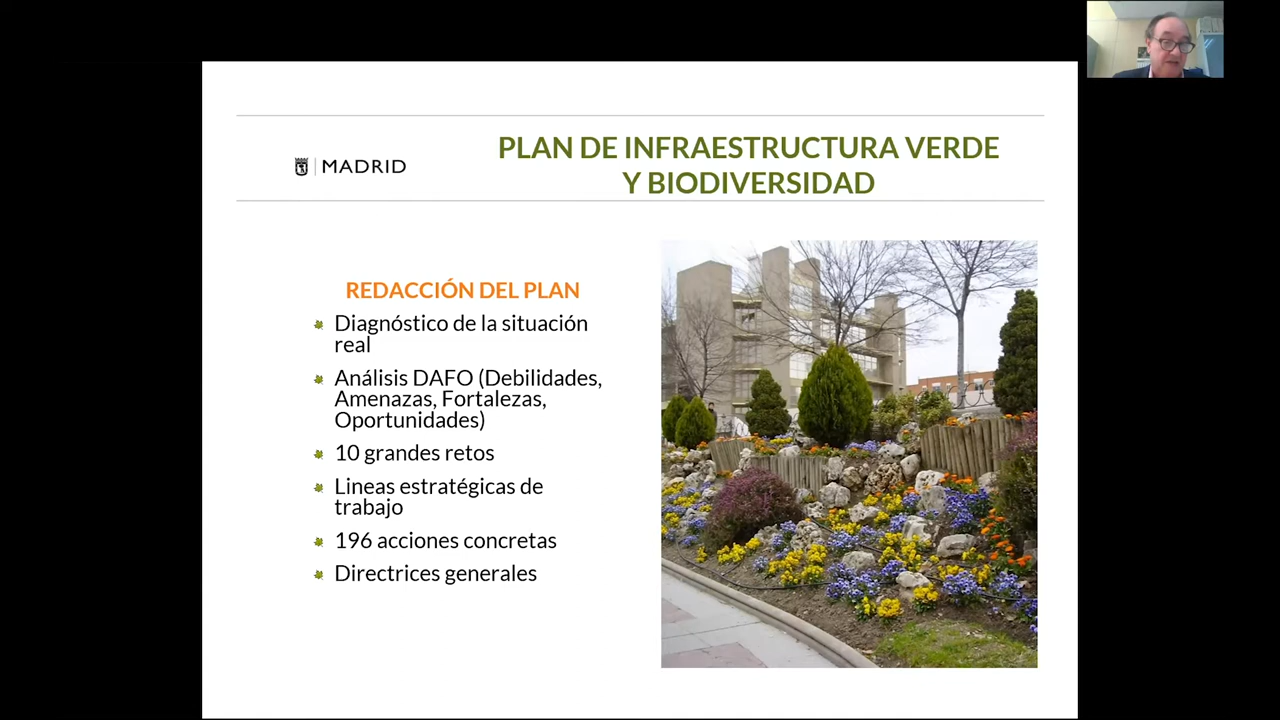 MADRID
PLAN DE INFRAESTRUCTURA VERDE
Y BIODIVERSIDAD
REDACCIÓN DEL PLAN
Diagnóstico de la situación
real
Análisis DAFO (Debilidades,
Amenazas, Fortalezas,
Oportunidades)
10 grandes retos
Lineas estratégicas de
trabajo
196 acciones concretas
Directrices generales